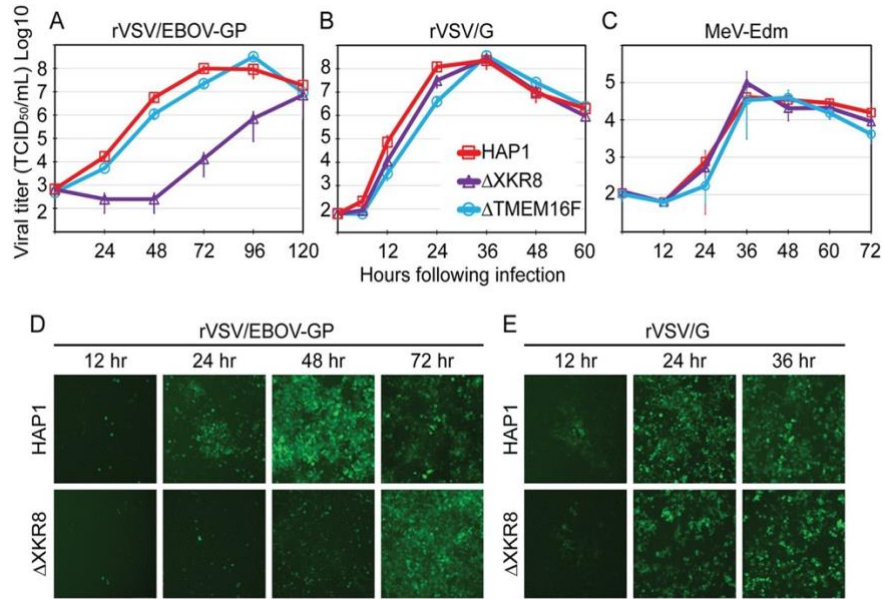 A rVSV/EBOV-GP
B rVSV/G
C MeV-Edm
Viral titer (TCID50/mL) Log10
8
7
6
5
4
3
2
24 48 72 96 120
8
7
6
5
4
3
2
HAP1
ΔXKR8
ΔTMEM16F
12 24 36 48 60
5
4
3
2
12 24 36 48 60 72
Hours following infection
D rVSV/EBOV-GP
12 hr 24 hr 48 hr 72 hr
HAP1
ΔXKR8
E rVSV/G
12 hr 24 hr 36 hr
HAP1
ΔXKR8